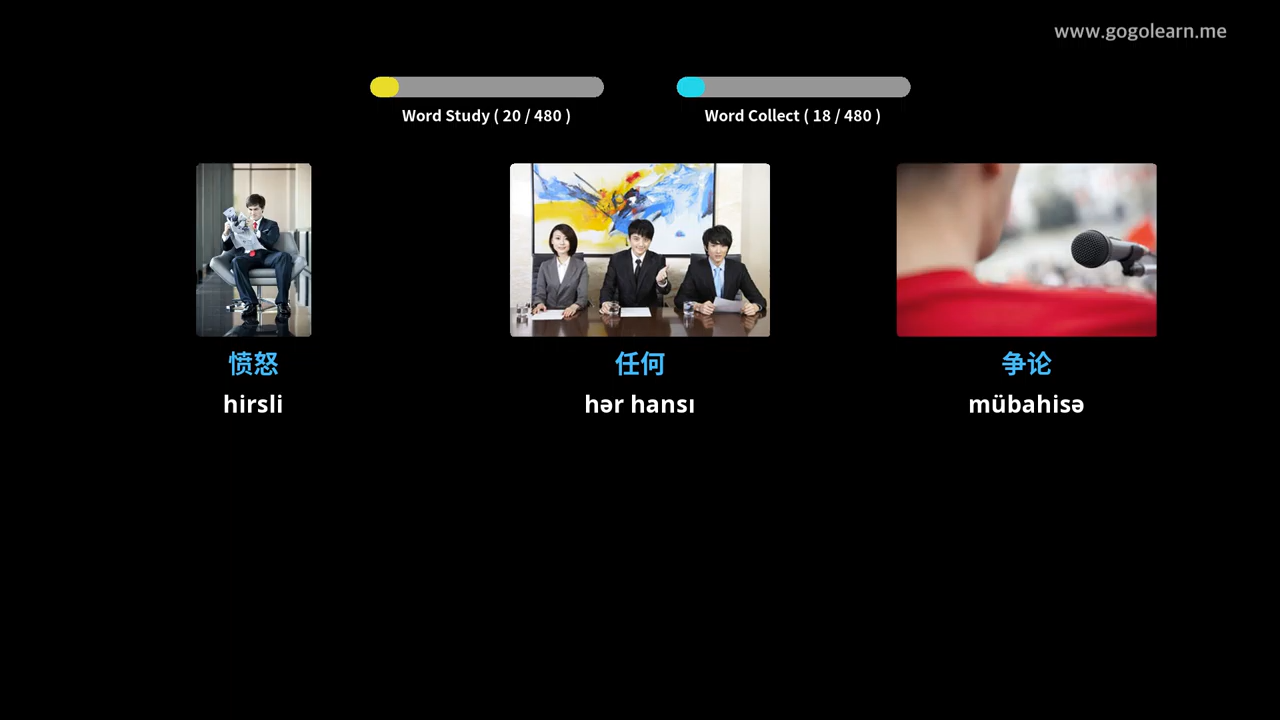 www.gogolearn.me
Word Study ( 20 / 480 )
Word Collect ( 18 / 480 )
愤怒
任何
争论
hirsli
hər hansı
mübahisə